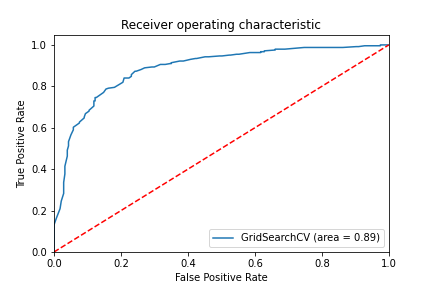 Receiver operating characteristic
True Positive Rate
1.0
0.8
0.6
0.4
0.2
0.0
GridSearchCV (area = 0.89)
0.0 0.2 0.4 0.6 0.8 1.0
False Positive Rate